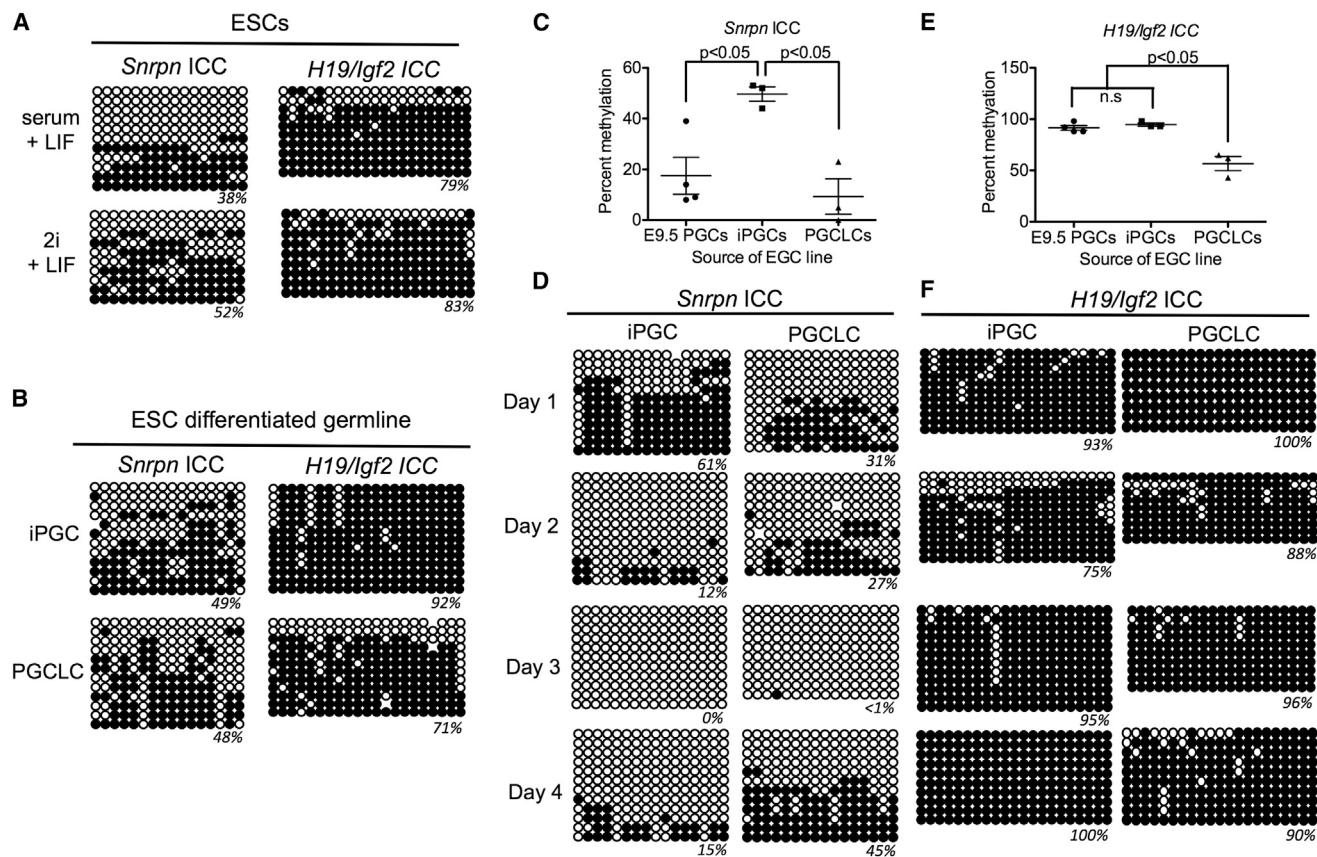 A
ESCs
Snrpn ICC
H19/Igf2 ICC
serum
+ LIF
38%
79%
2i
+ LIF
52%
83%
B
ESC differentiated germline
Snrpn ICC
H19/Igf2 ICC
iPGC
49%
92%
PGCLC
48%
71%
C
Snrpn ICC
p<0.05
p<0.05
60
40
20
0
Percent methylation
E9.5 PGCs
iPGCs
PGCLCs
Source of EGC line
E
H19/Igf2 ICC
p<0.05
n.s
150
100
50
0
Percent methylation
E9.5 PGCs
iPGCs
PGCLCs
Source of EGC line
D
Snrpn ICC
iPGC
PGCLC
Day 1
61%
31%
Day 2
12%
27%
Day 3
0%
<1%
Day 4
15%
45%
F
H19/Igf2 ICC
iPGC
PGCLC
93%
100%
75%
88%
95%
96%
100%
90%